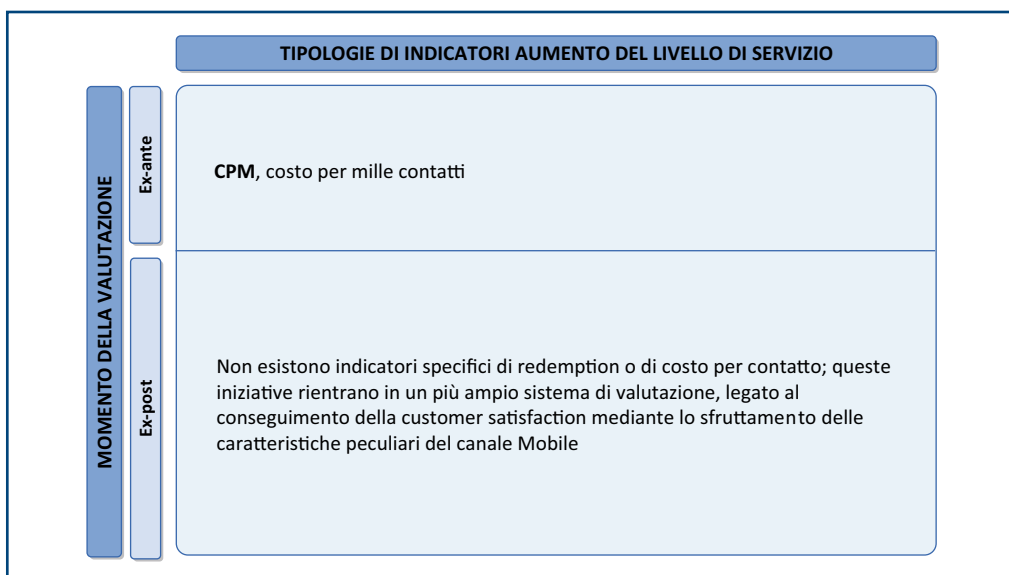 TIPOLOGIE DI INDICATORI AUMENTO DEL LIVELLO DI SERVIZIO
MOMENTO DELLA VALUTAZIONE
Ex-ante
CPM, costo per mille contatti
Ex-post
Non esistono indicatori specifici di redemption o di costo per contatto; queste
iniziative rientrano in un più ampio sistema di valutazione, legato al
conseguimento della customer satisfaction mediante lo sfruttamento delle
caratteristiche peculiari del canale Mobile